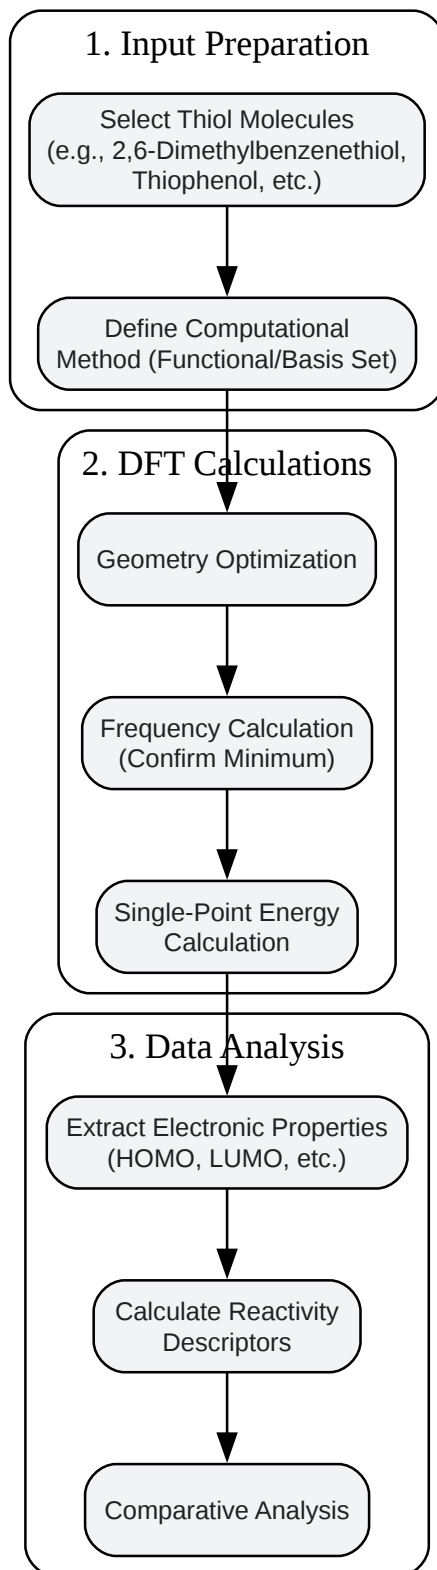 1. Input Preparation
Select Thiol Molecules
(e.g., 2,6-Dimethylbenzenethiol,
Thiophenol, etc.)
Define Computational
Method (Functional/Basis Set)
2. DFT Calculations
Geometry Optimization
Frequency Calculation
(Confirm Minimum)
Single-Point Energy
Calculation
3. Data Analysis
Extract Electronic Properties
(HOMO, LUMO, etc.)
Calculate Reactivity
Descriptors
Comparative Analysis